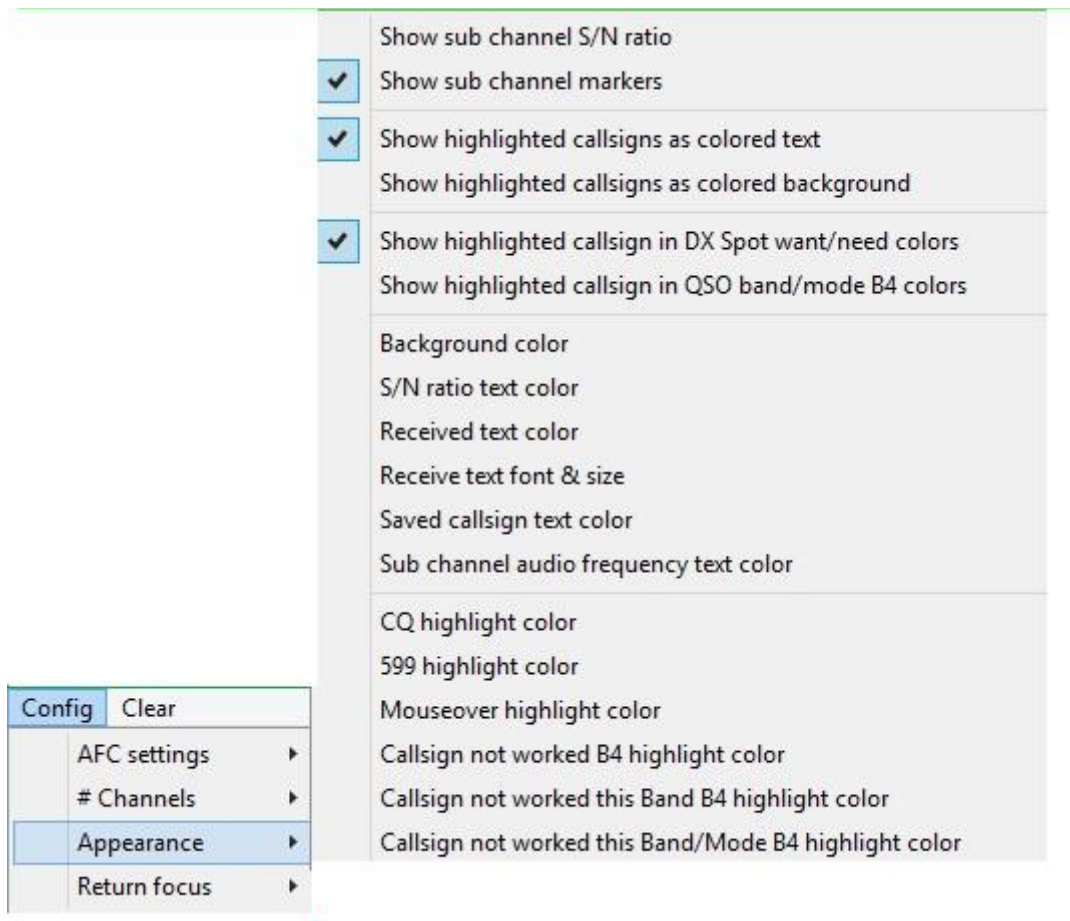 Show sub channel S/N ratio
Show sub channel markers
Show highlighted callsigns as colored text
Show highlighted callsigns as colored background
Show highlighted callsign in DX Spot want/need colors
Show highlighted callsign in QSO band/mode B4 colors
Background color
S/N ratio text color
Received text color
Receive text font & size
Saved callsign text color
Sub channel audio frequency text color
CQ highlight color
599 highlight color
Mouseover highlight color
Callsign not worked B4 highlight color
Callsign not worked this Band B4 highlight color
Callsign not worked this Band/Mode B4 highlight color
Config Clear
AFC settings
# Channels
Appearance
Return focus